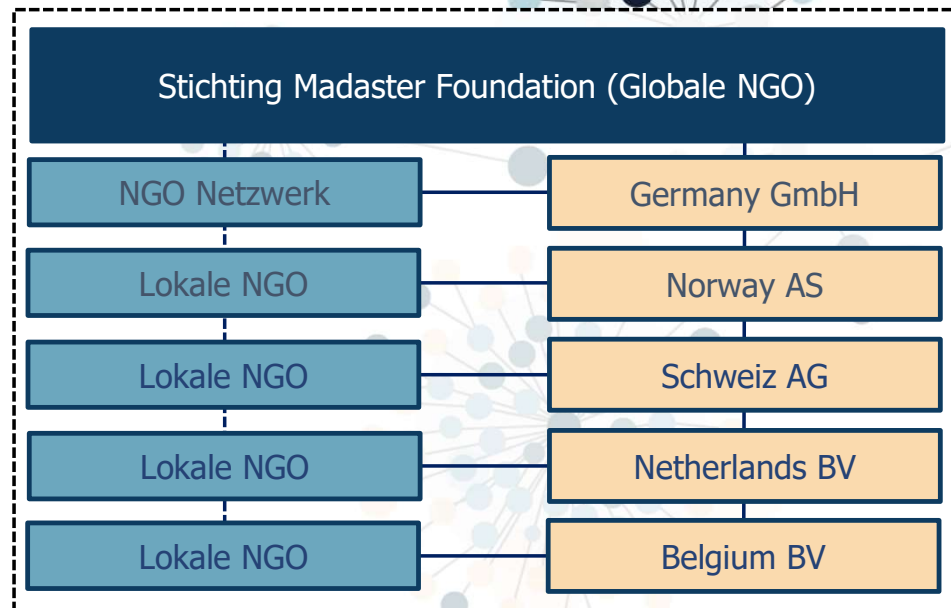 Stichting Madaster Foundation (Globale NGO)
NGO Netzwerk
Germany GmbH
Lokale NGO
Norway AS
Lokale NGO
Schweiz AG
Lokale NGO
Netherlands BV
Lokale NGO
Belgium BV